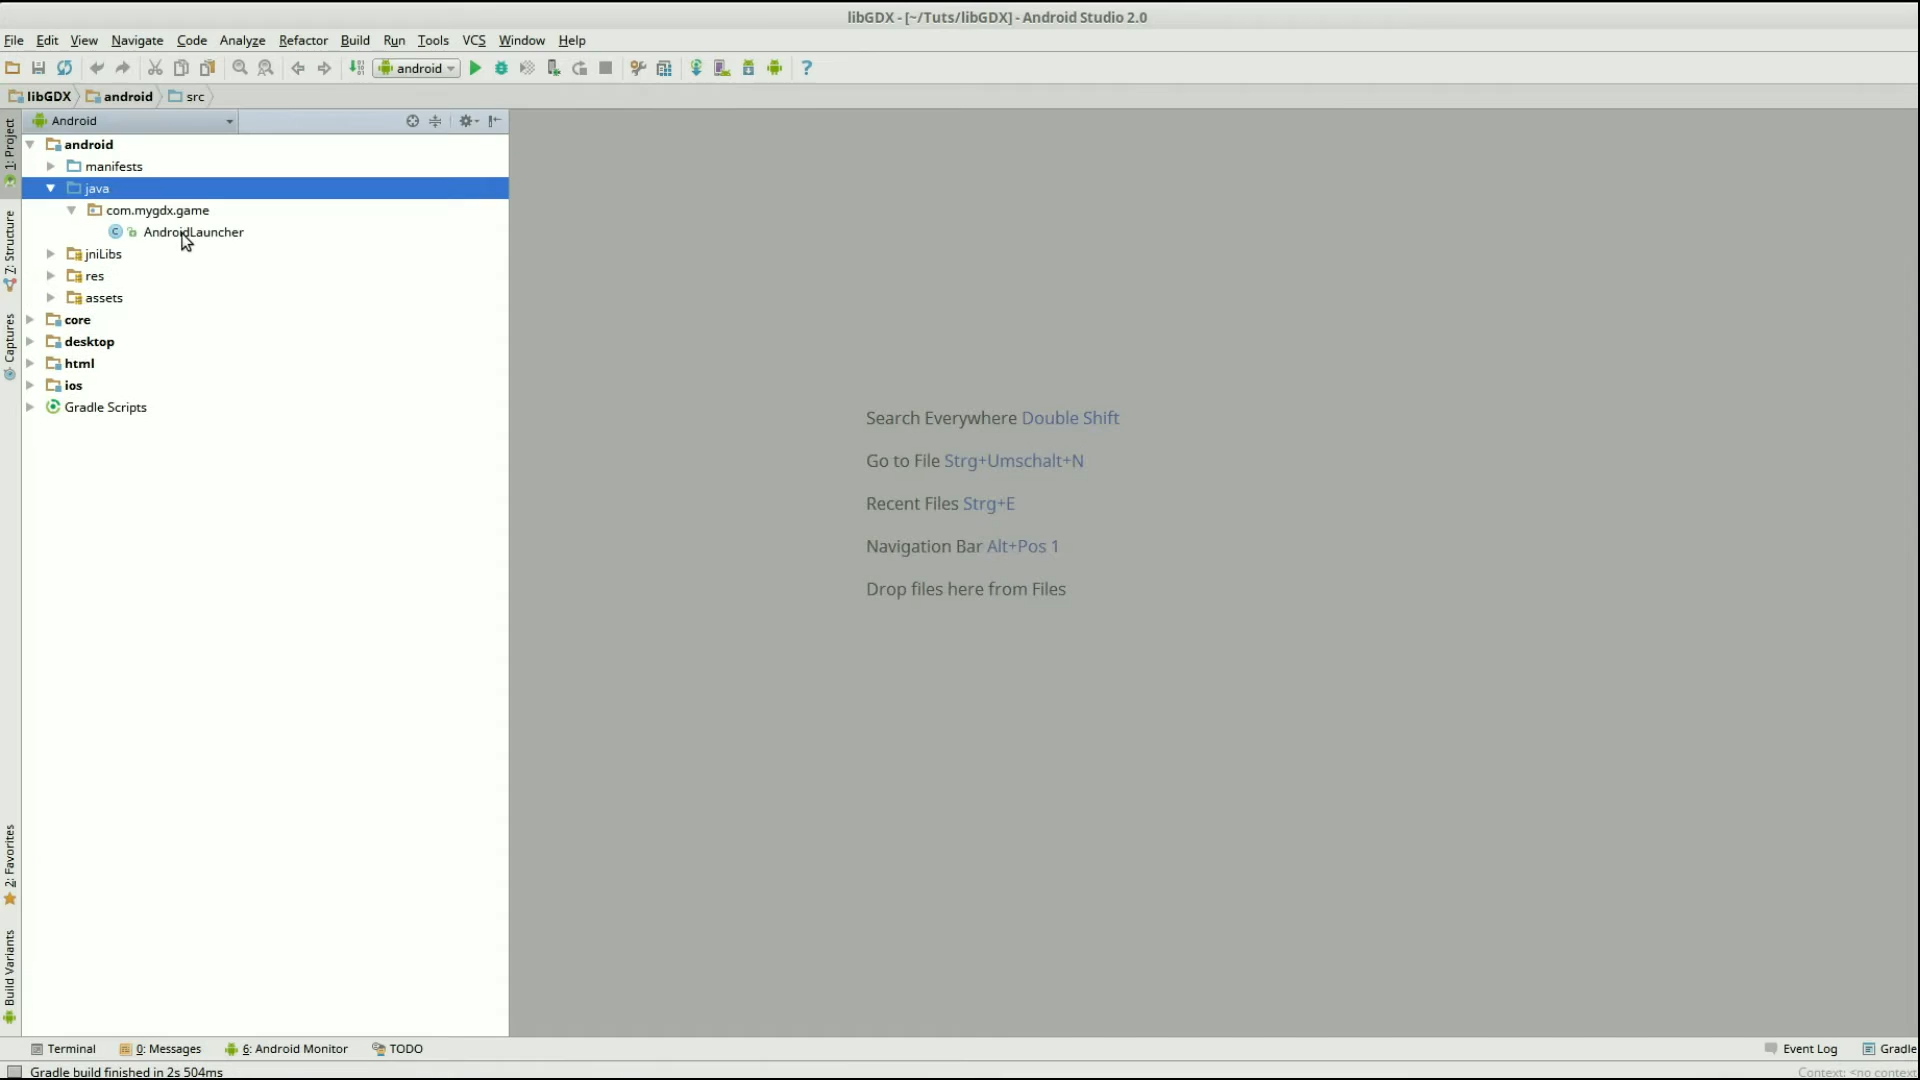 libGDX - [~/Tuts/libGDX] - Android Studio 2.0
File Edit View Navigate Code Analyze Refactor Build Run Tools VCS Window Help
android
libGDX android src
1: Project
Android
android
manifests
java
com.mygdx.game
AndroidLauncher
jniLibs
res
assets
core
desktop
html
ios
Gradle Scripts
7: Structure
Captures
2: Favorites
Build Variants
Search Everywhere Double Shift
Go to File Strg+Umschalt+N
Recent Files Strg+E
Navigation Bar Alt+Pos 1
Drop files here from Files
Terminal 0: Messages 6: Android Monitor TODO Event Log Gradle
Gradle build finished in 2s 504ms Context: <no context